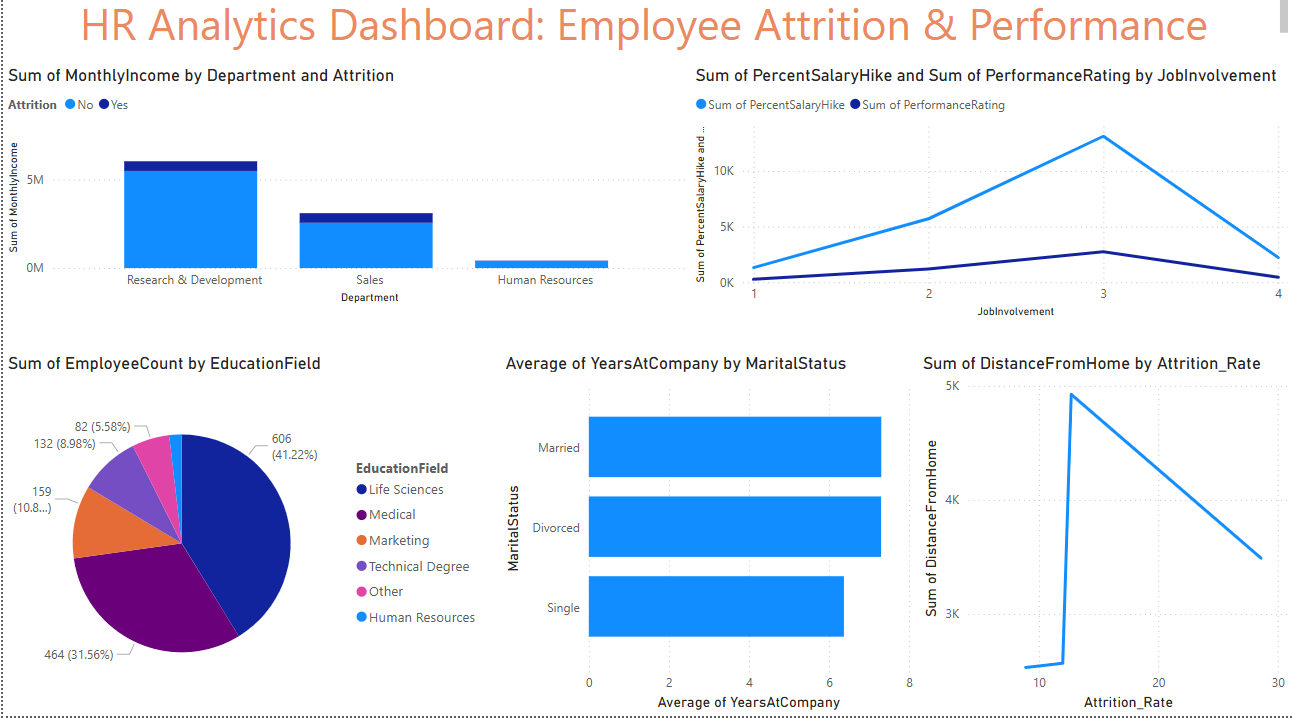 HR Analytics Dashboard: Employee Attrition & Performance
Sum of MonthlyIncome by Department and Attrition
Attrition No Yes
Sum of MonthlyIncome
5M
0M
Research & Development
Sales
Human Resources
Department
Sum of PercentSalaryHike and Sum of PerformanceRating by JobInvolvement
Sum of PercentSalaryHike Sum of PerformanceRating
Sum of PercentSalaryHike and ...
10K
5K
0K
1
2
3
4
JobInvolvement
Sum of EmployeeCount by EducationField
82 (5.58%)
132 (8.98%)
159
(10.8...)
464 (31.56%)
606
(41.22%)
EducationField
Life Sciences
Medical
Marketing
Technical Degree
Other
Human Resources
Average of YearsAtCompany by MaritalStatus
MaritalStatus
Married
Divorced
Single
0
2
4
6
8
Average of YearsAtCompany
Sum of DistanceFromHome by Attrition_Rate
Sum of DistanceFromHome
5K
4K
3K
10
20
30
Attrition_Rate